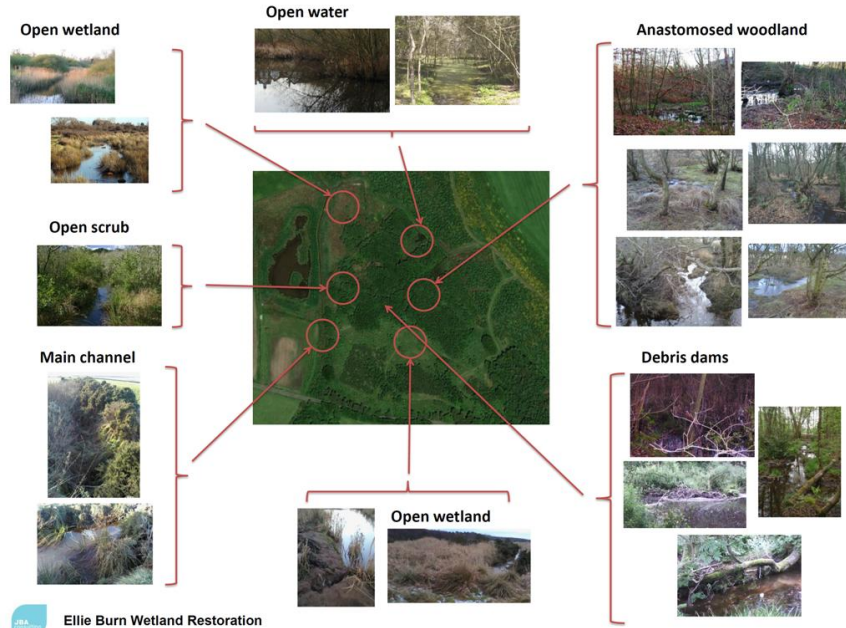 Open water
Open wetland
Anastomosed woodland
Open scrub
Main channel
Debris dams
Open wetland
JBA
Ellie Burn Wetland Restoration